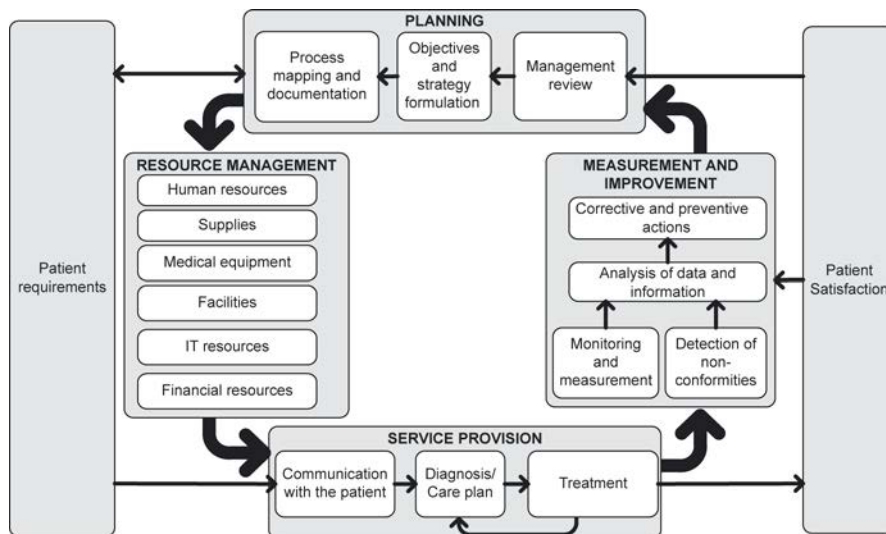 PLANNING
Process
mapping and
documentation
Objectives
and
strategy
formulation
Management
review
RESOURCE MANAGEMENT
Human resources
Supplies
Medical equipment
Facilities
IT resources
Financial resources
MEASUREMENT AND
IMPROVEMENT
Corrective and preventive
actions
Analysis of data and
information
Monitoring
and
measurement
Detection of
non-
conformities
Patient
requirements
Patient
Satisfaction
SERVICE PROVISION
Communication
with the patient
Diagnosis/
Care plan
Treatment